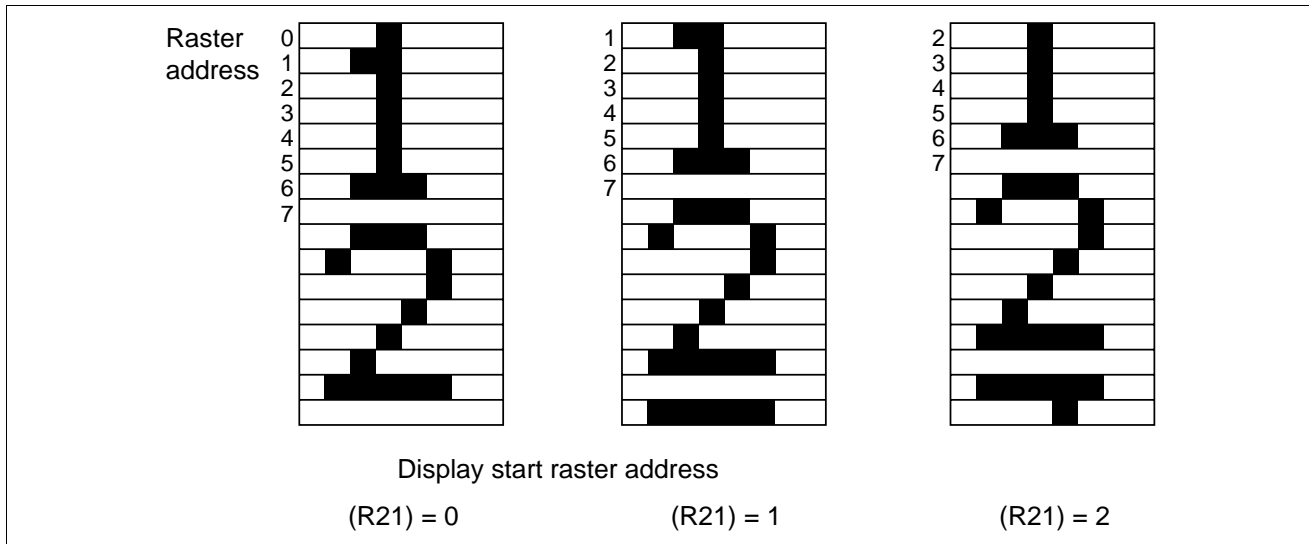 Raster address
0 1 2
1 2 3
2 3 4
3 4 5
4 5 6
5 6 7
6 7
7
Display start raster address
(R21) = 0 (R21) = 1 (R21) = 2